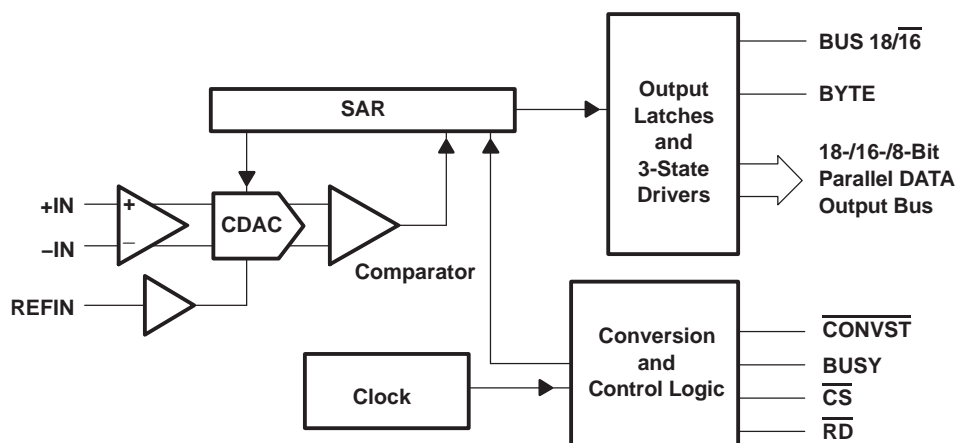 BUS 18/16
BYTE
Output
Latches
and
3-State
Drivers
18-/16-/8-Bit
Parallel DATA
Output Bus
SAR
+IN
−IN
+
−
CDAC
Comparator
REFIN
Clock
Conversion
and
Control Logic
CONVST
BUSY
CS
RD